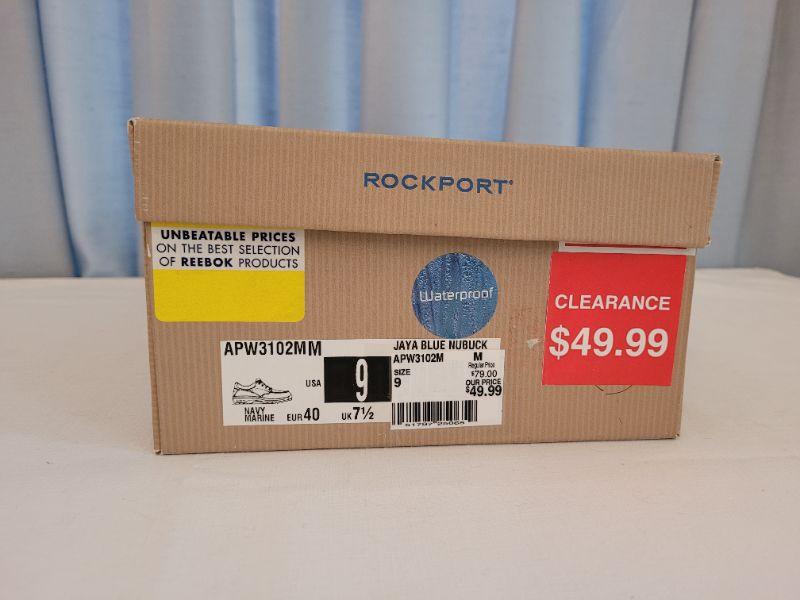 ROCKPORT
UNBEATABLE PRICES
ON THE BEST SELECTION
OF REEBOK PRODUCTS
Waterproof
CLEARANCE
$49.99
APW3102MM
USA
9
NAVY
MARINE
EUR 40
UK 7½
JAYA BLUE NUBUCK
APW3102M
M
SIZE
9
Regular Price
$79.00
OUR PRICE
$49.99